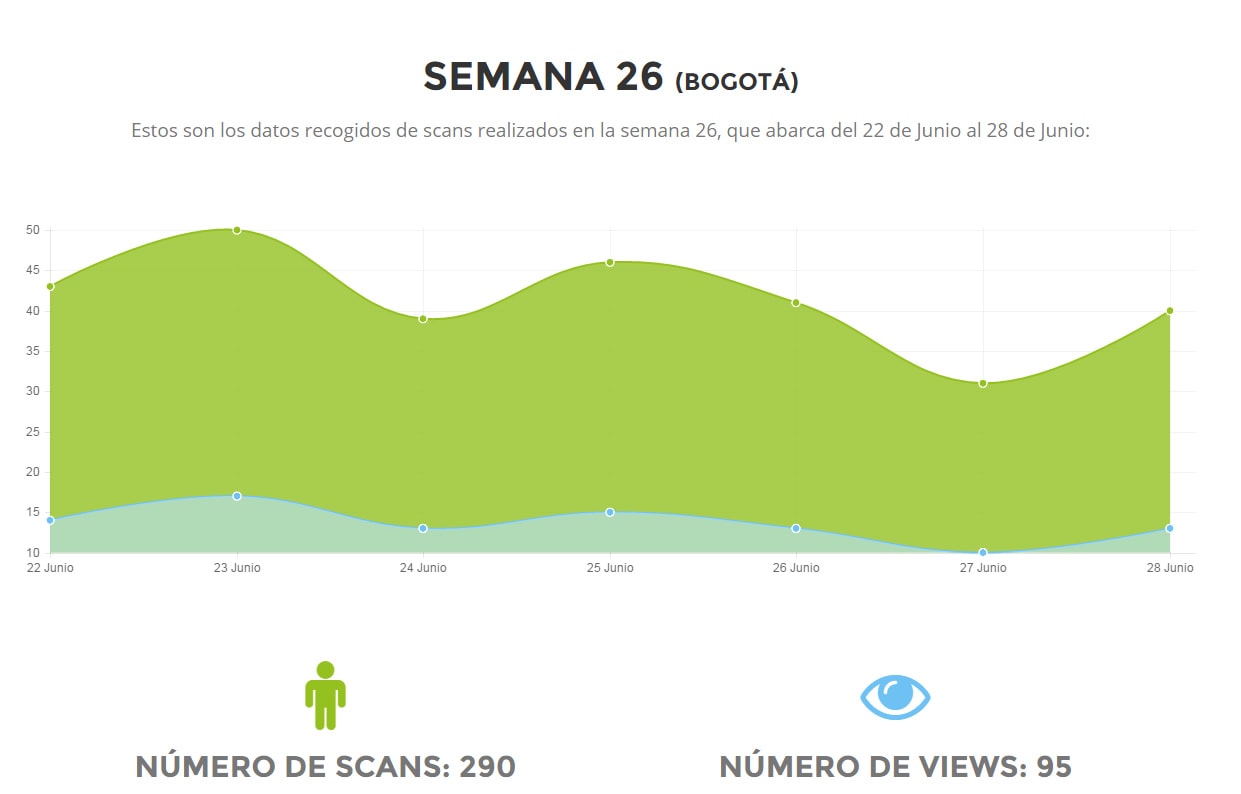 SEMANA 26 (BOGOTÁ)
Estos son los datos recogidos de scans realizados en la semana 26, que abarca del 22 de Junio al 28 de Junio:
50
45
40
35
30
25
20
15
10
22 Junio 23 Junio 24 Junio 25 Junio 26 Junio 27 Junio 28 Junio
NÚMERO DE SCANS: 290 NÚMERO DE VIEWS: 95